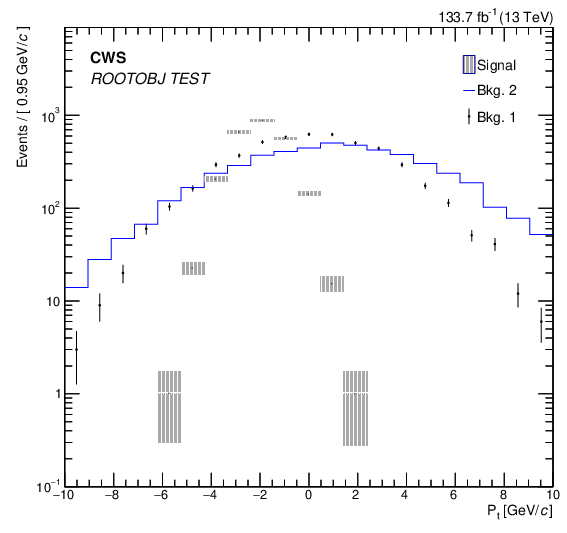 133.7 fb⁻¹ (13 TeV)
Events / [ 0.95 GeV/c ]
CWS
ROOTOBJ TEST
Signal
Bkg. 2
Bkg. 1
10³
10²
10
1
10⁻¹
−10 −8 −6 −4 −2 0 2 4 6 8 10
Pₜ [GeV/c]